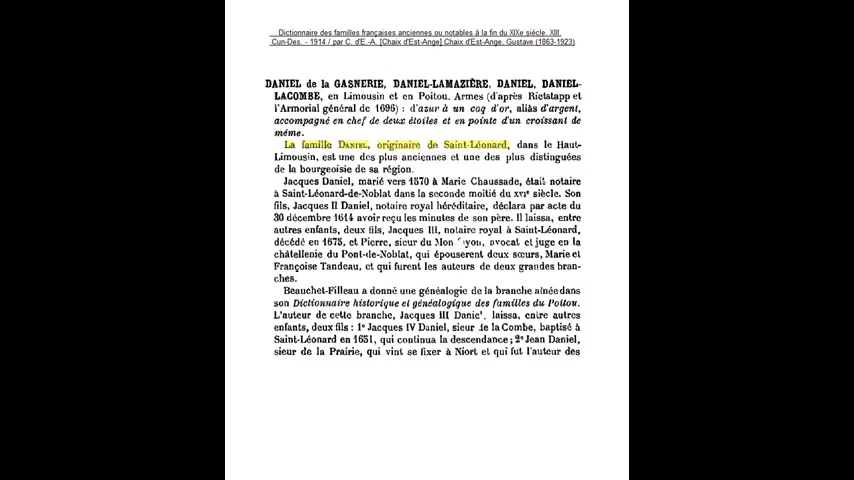 Dictionnaire des familles françaises anciennes ou notables à la fin du XIXe siècle. XIII.
Cun-Des. - 1914 / par C. d'E.-A. [Chaix d'Est-Ange] Chaix d'Est-Ange, Gustave (1863-1923).
DANIEL de la GASNERIE, DANIEL-LAMAZIÈRE, DANIEL, DANIEL-
LACOMBE, en Limousin et en Poitou. Armes (d'après Rietstapp et
l'Armorial général de 1696) : d'azur à un coq d'or, aliàs d'argent,
accompagné en chef de deux étoiles et en pointe d'un croissant de
même.
La famille DANIEL, originaire de Saint-Léonard, dans le Haut-
Limousin, est une des plus anciennes et une des plus distinguées
de la bourgeoisie de sa région.
Jacques Daniel, marié vers 1570 à Marie Chaussade, était notaire
à Saint-Léonard-de-Noblat dans la seconde moitié du XVIe siècle. Son
fils, Jacques II Daniel, notaire royal héréditaire, déclara par acte du
30 décembre 1614 avoir reçu les minutes de son père. Il laissa, entre
autres enfants, deux fils, Jacques III, notaire royal à Saint-Léonard,
décédé en 1675, et Pierre, sieur du Mon yon, avocat et juge en la
châtellenie du Pont-de-Noblat, qui épousèrent deux sœurs, Marie et
Françoise Tandeau, et qui furent les auteurs de deux grandes bran-
ches.
Beauchet-Filleau a donné une généalogie de la branche aînée dans
son Dictionnaire historique et généalogique des familles du Poitou.
L'auteur de cette branche, Jacques III Danie', laissa, entre autres
enfants, deux fils : 1° Jacques IV Daniel, sieur de la Combe, baptisé à
Saint-Léonard en 1651, qui continua la descendance ; 2° Jean Daniel,
sieur de la Prairie, qui vint se fixer à Niort et qui fut l'auteur des